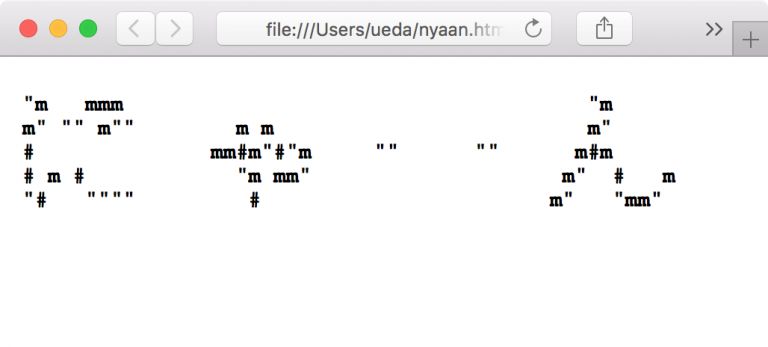 file:///Users/ueda/nyaan.htm
"m   mmm                                      "m
m" "" m""        m m                         m"
#              mm#m"#"m     ""      ""      m#m
# m #            "m mm"                    m"  #   m
"#   """"         #                       m"   "mm"